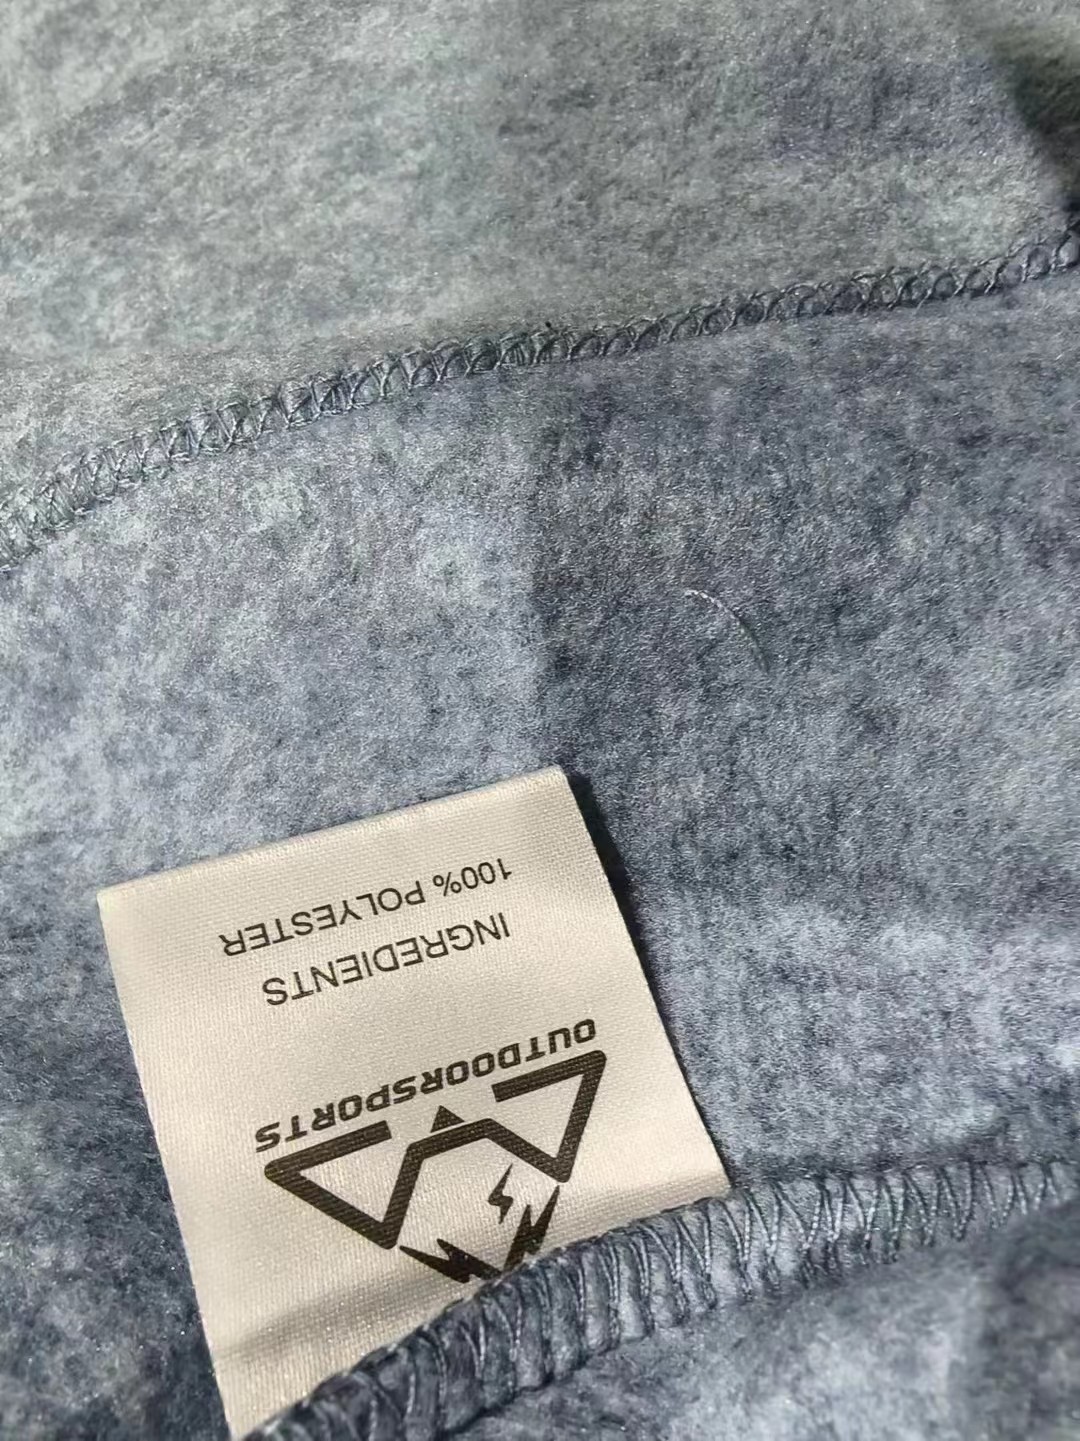 OUTDOORSPORTS
INGREDIENTS
100% POLYESTER